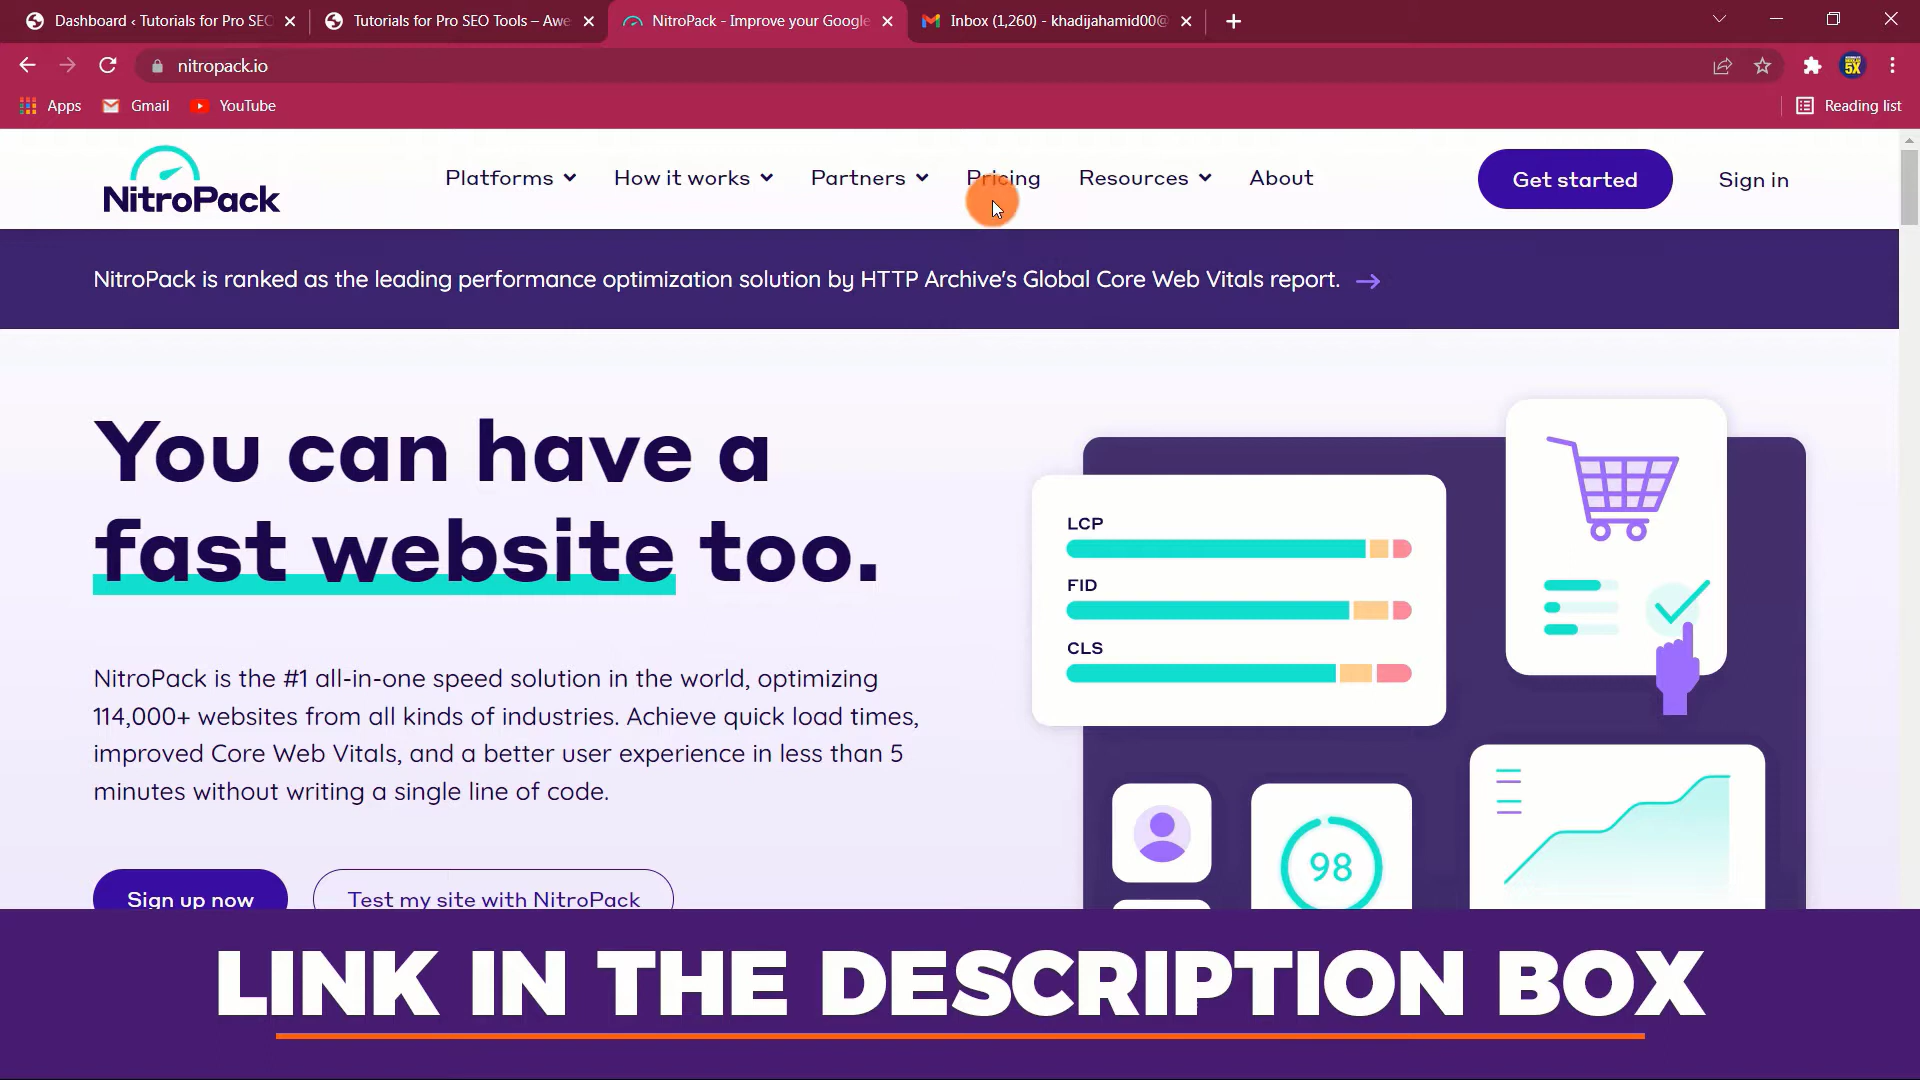 Dashboard ‹ Tutorials for Pro SEO
Tutorials for Pro SEO Tools – Awe
NitroPack - Improve your Google
Inbox (1,260) - khadijahamid00@
nitropack.io
5X
Apps
Gmail
YouTube
Reading list
NitroPack
Platforms
How it works
Partners
Pricing
Resources
About
Get started
Sign in
NitroPack is ranked as the leading performance optimization solution by HTTP Archive's Global Core Web Vitals report. →
You can have a
fast website too.
LCP
FID
CLS
NitroPack is the #1 all-in-one speed solution in the world, optimizing
114,000+ websites from all kinds of industries. Achieve quick load times,
improved Core Web Vitals, and a better user experience in less than 5
minutes without writing a single line of code.
98
Sign up now
Test my site with NitroPack
LINK IN THE DESCRIPTION BOX